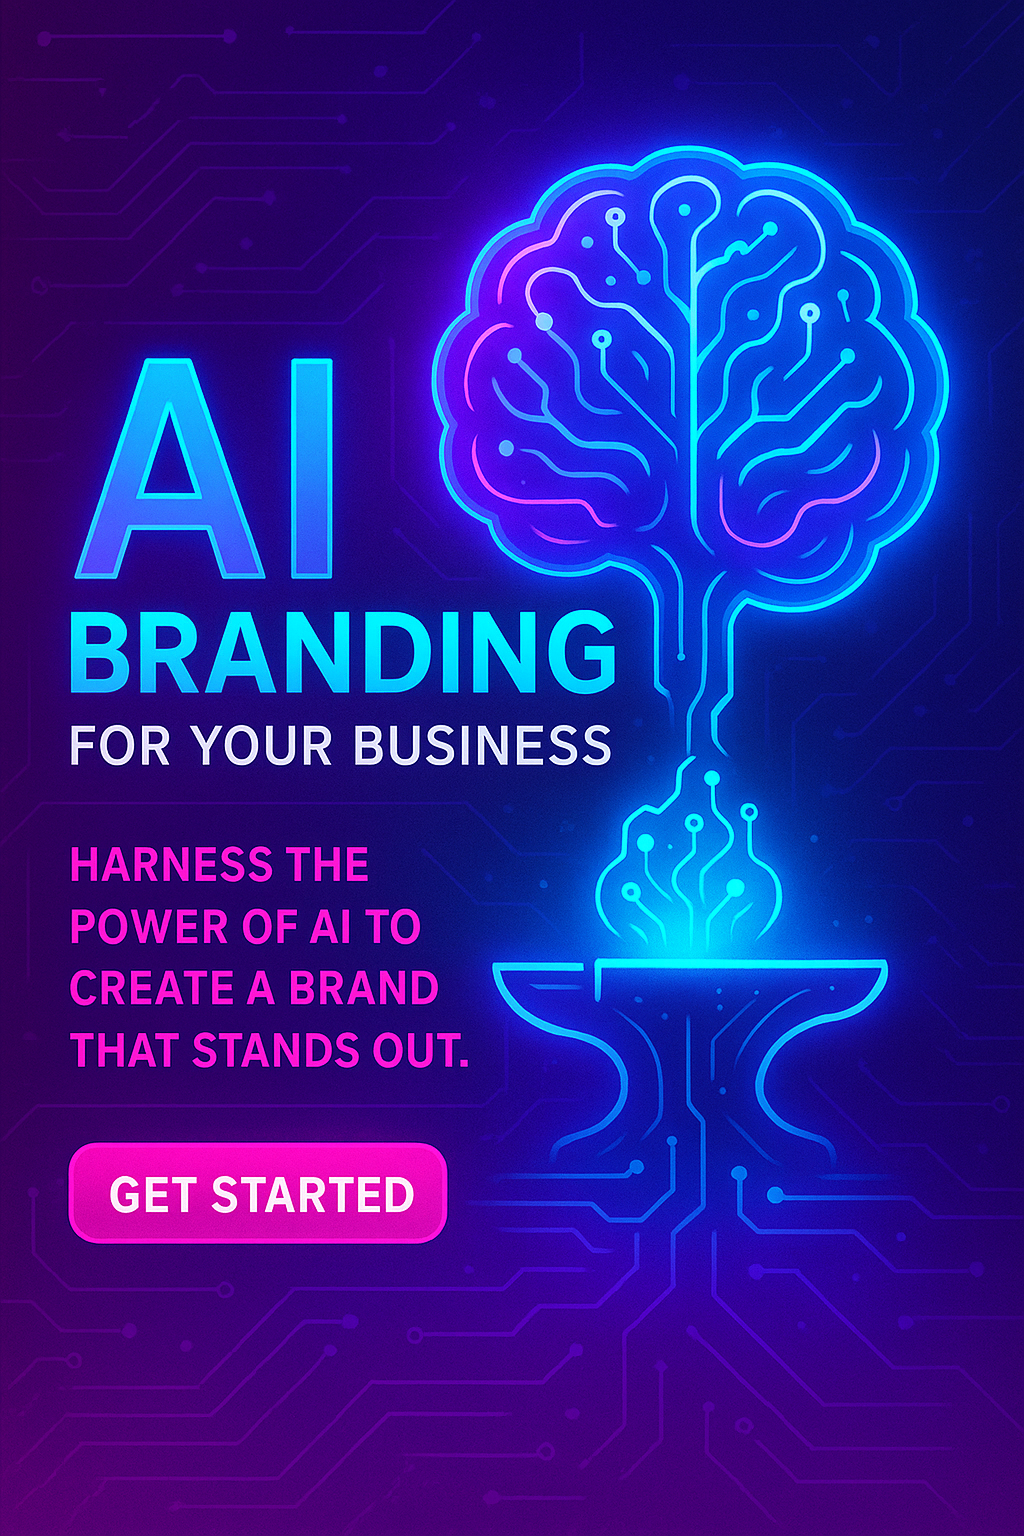 AI
BRANDING
FOR YOUR BUSINESS
HARNESS THE
POWER OF AI TO
CREATE A BRAND
THAT STANDS OUT.
GET STARTED